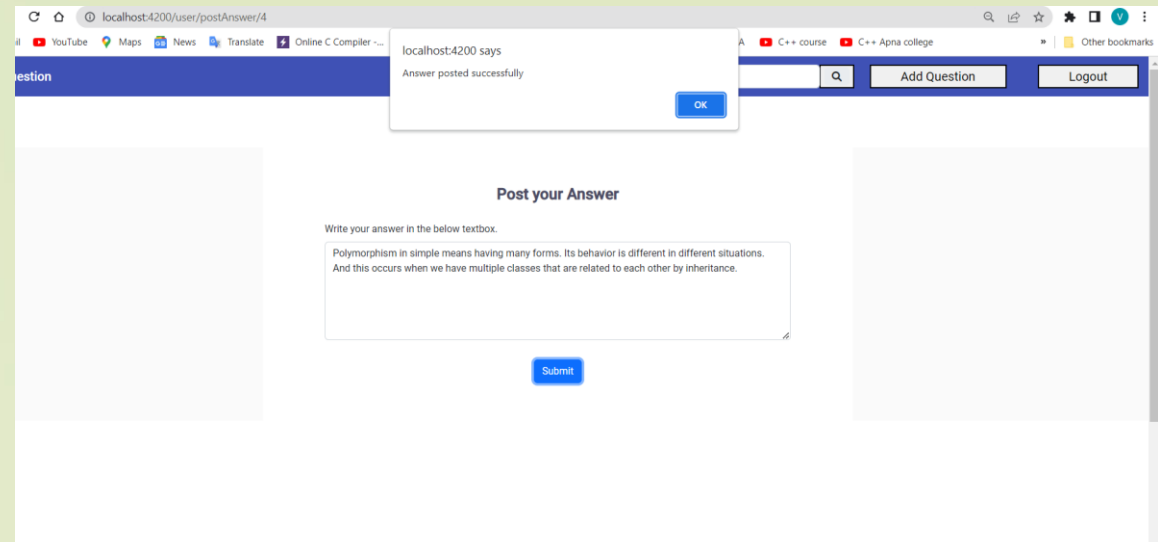 localhost:4200/user/postAnswer/4
YouTube Maps News Translate Online C Compiler -... C++ course C++ Apna college » Other bookmarks
localhost:4200 says
Answer posted successfully
OK
Add Question Logout
Post your Answer
Write your answer in the below textbox.
Polymorphism in simple means having many forms. Its behavior is different in different situations.
And this occurs when we have multiple classes that are related to each other by inheritance.
Submit